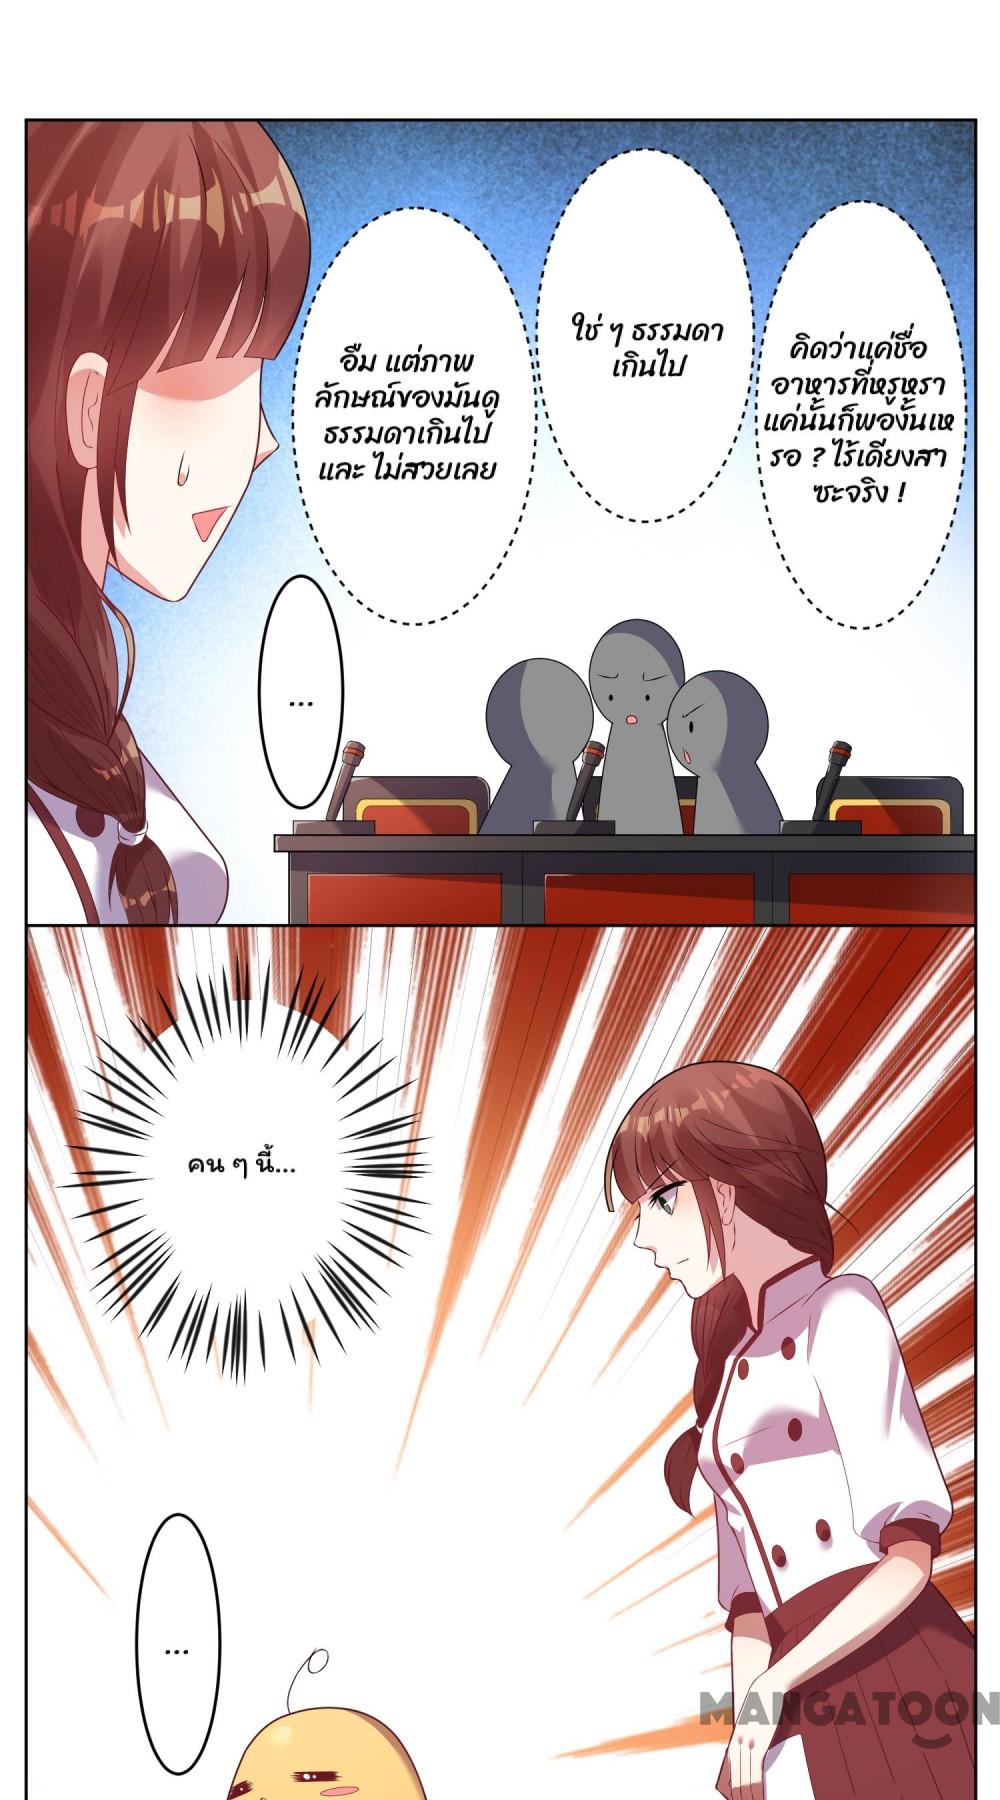 อืม แต่ภาพ
ลักษณ์ของมันดู
ธรรมดาเกินไป
และ ไม่สวยเลย
ใช่ ๆ ธรรมดา
เกินไป
คิดว่าแค่ชื่อ
อาหารที่หรูหรา
แค่นั้นก็พองั้นเห
รอ ? ไร้เดียงสา
ซะจริง !
...
คน ๆ นี้...
...
MANGATOON